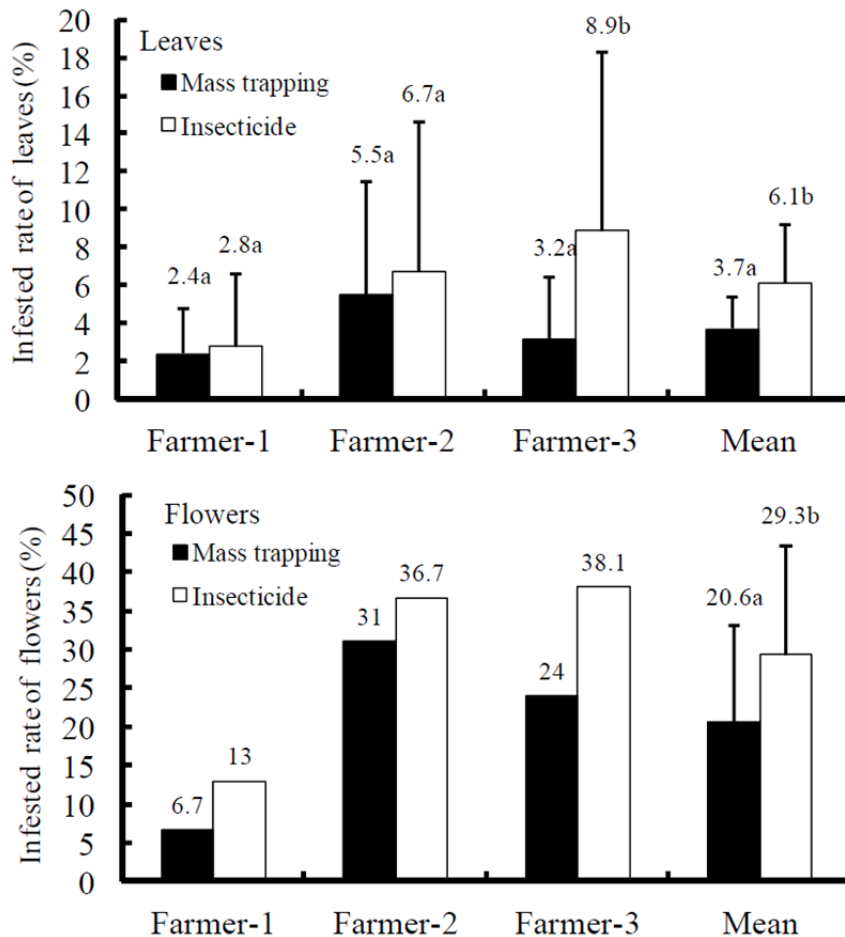 Infested rate of leaves (%)
20
18
16
14
12
10
8
6
4
2
0
Leaves
Mass trapping
Insecticide
2.4a
2.8a
5.5a
6.7a
3.2a
8.9b
3.7a
6.1b
Farmer-1 Farmer-2 Farmer-3 Mean
Infested rate of flowers (%)
50
45
40
35
30
25
20
15
10
5
0
Flowers
Mass trapping
Insecticide
6.7
13
31
36.7
24
38.1
20.6a
29.3b
Farmer-1 Farmer-2 Farmer-3 Mean